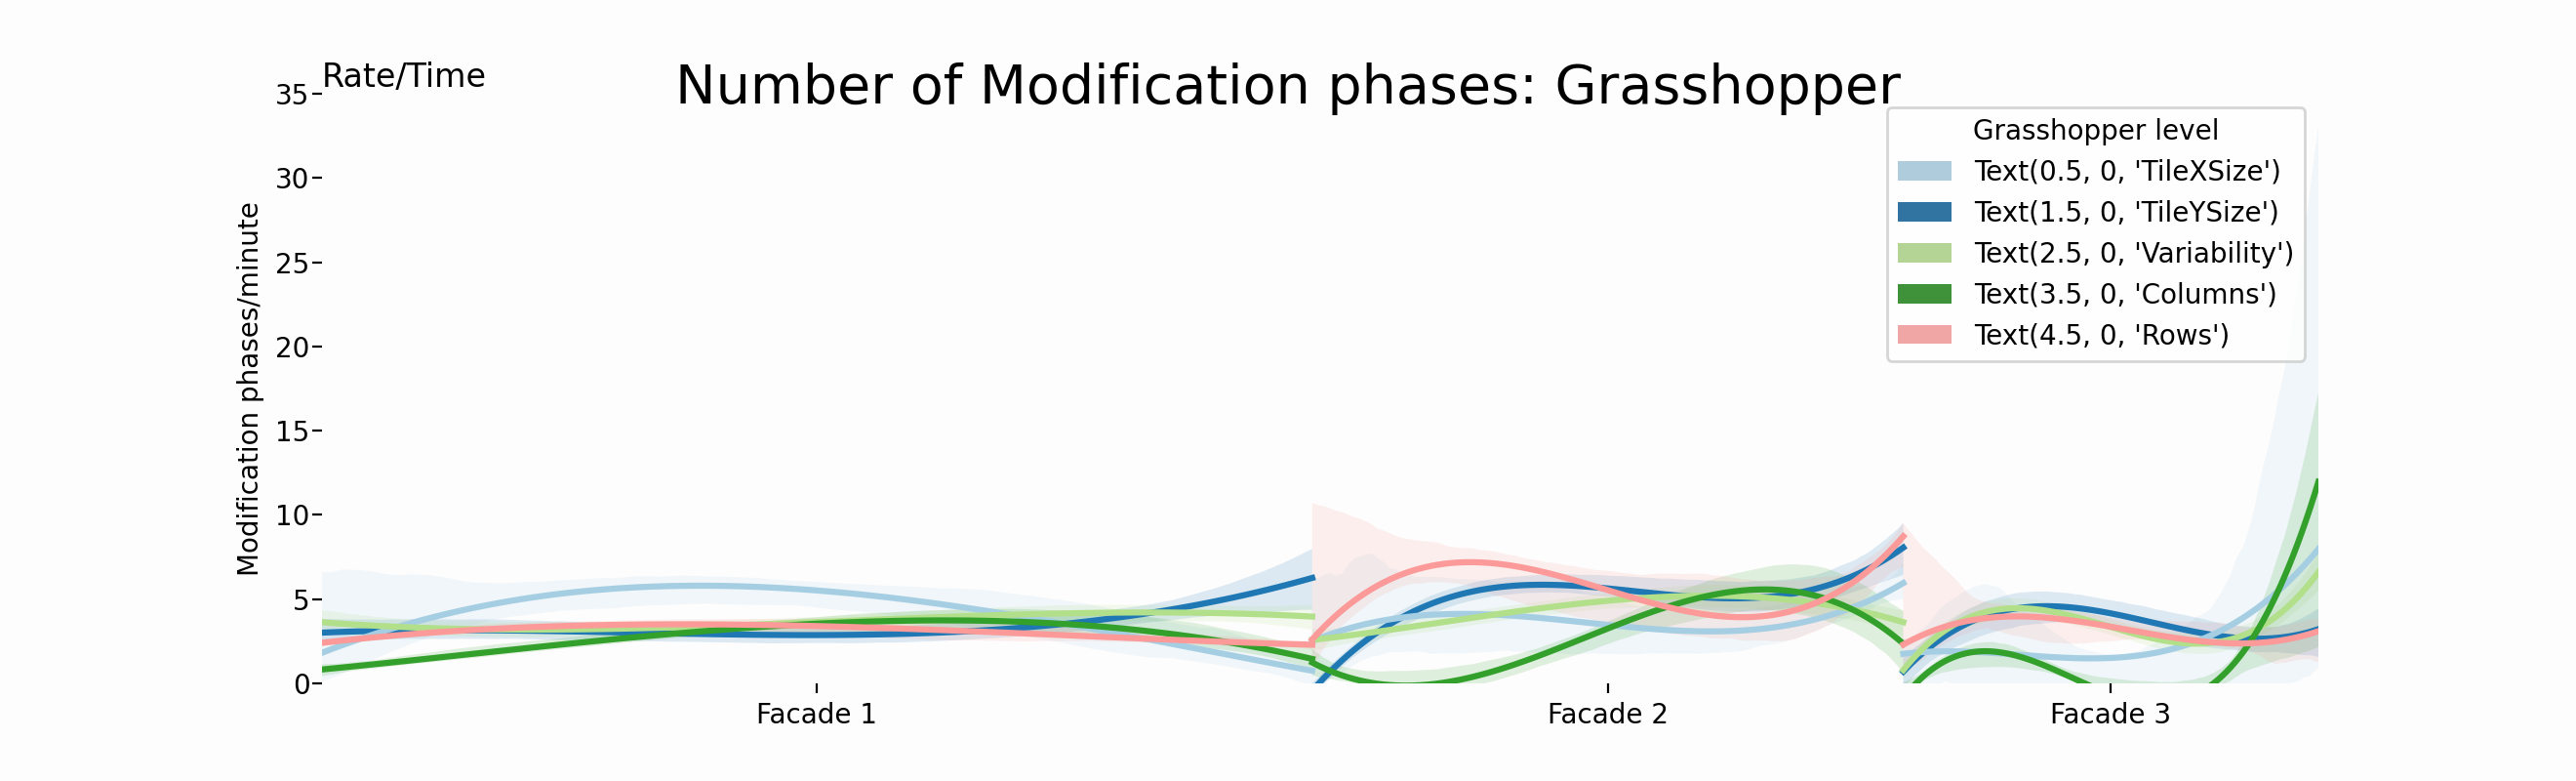 Number of Modification phases: Grasshopper
Rate/Time
Modification phases/minute
35
30
25
20
15
10
5
0
Grasshopper level
Text(0.5, 0, 'TileXSize')
Text(1.5, 0, 'TileYSize')
Text(2.5, 0, 'Variability')
Text(3.5, 0, 'Columns')
Text(4.5, 0, 'Rows')
Facade 1
Facade 2
Facade 3